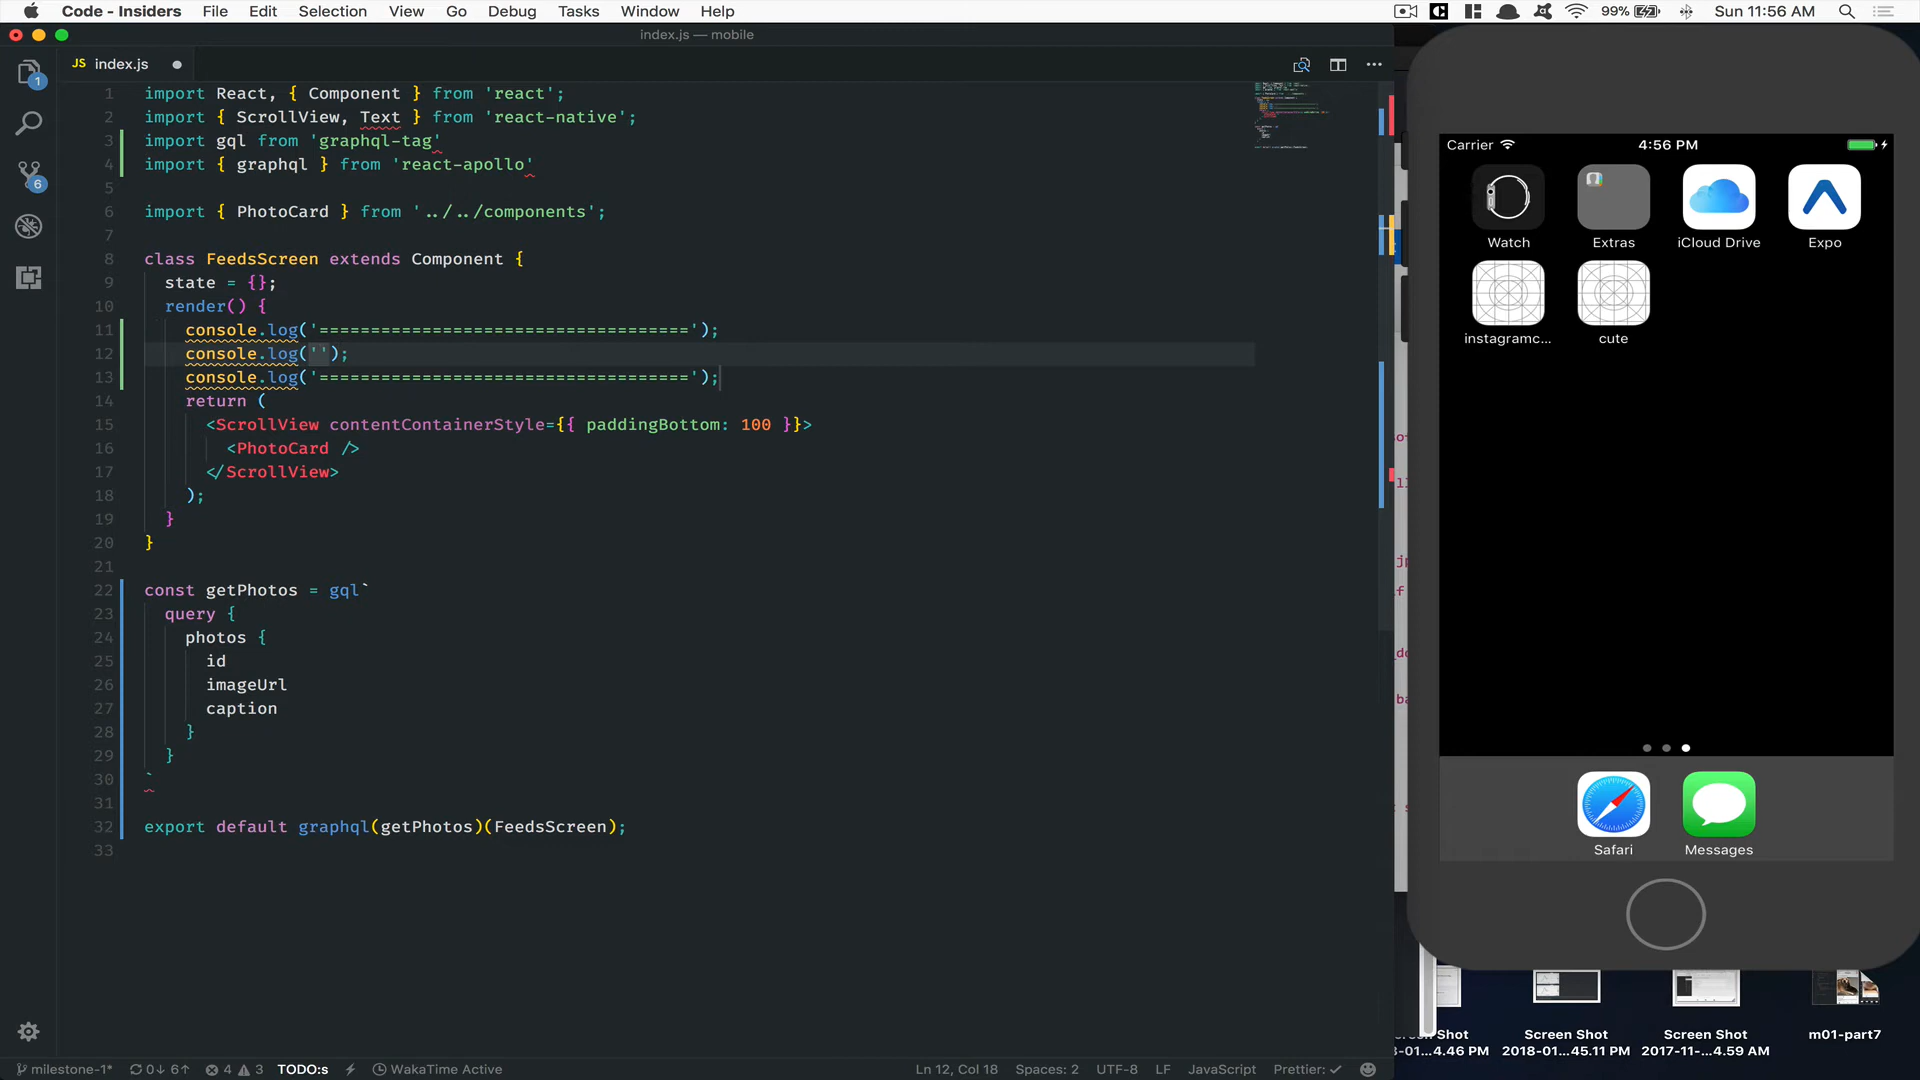 Code - Insiders File Edit Selection View Go Debug Tasks Window Help 99% Sun 11:56 AM
index.js — mobile
JS index.js
1 import React, { Component } from 'react';
2 import { ScrollView, Text } from 'react-native';
3 import gql from 'graphql-tag'
4 import { graphql } from 'react-apollo'
5
6 import { PhotoCard } from '../../components';
7
8 class FeedsScreen extends Component {
9 state = {};
10 render() {
11 console.log('====================================');
12 console.log('');
13 console.log('====================================');
14 return (
15 <ScrollView contentContainerStyle={{ paddingBottom: 100 }}>
16 <PhotoCard />
17 </ScrollView>
18 );
19 }
20 }
21
22 const getPhotos = gql`
23 query {
24 photos {
25 id
26 imageUrl
27 caption
28 }
29 }
30 `
31
32 export default graphql(getPhotos)(FeedsScreen);
33
1
6
milestone-1* 0↓ 6↑ 4 3 TODO:s WakaTime Active Ln 12, Col 18 Spaces: 2 UTF-8 LF JavaScript Prettier: ✓
Carrier 4:56 PM
Watch Extras iCloud Drive Expo
instagramc... cute
Safari Messages
Shot Screen Shot Screen Shot m01-part7
4.46 PM 2018-01...45.11 PM 2017-11-...4.59 AM